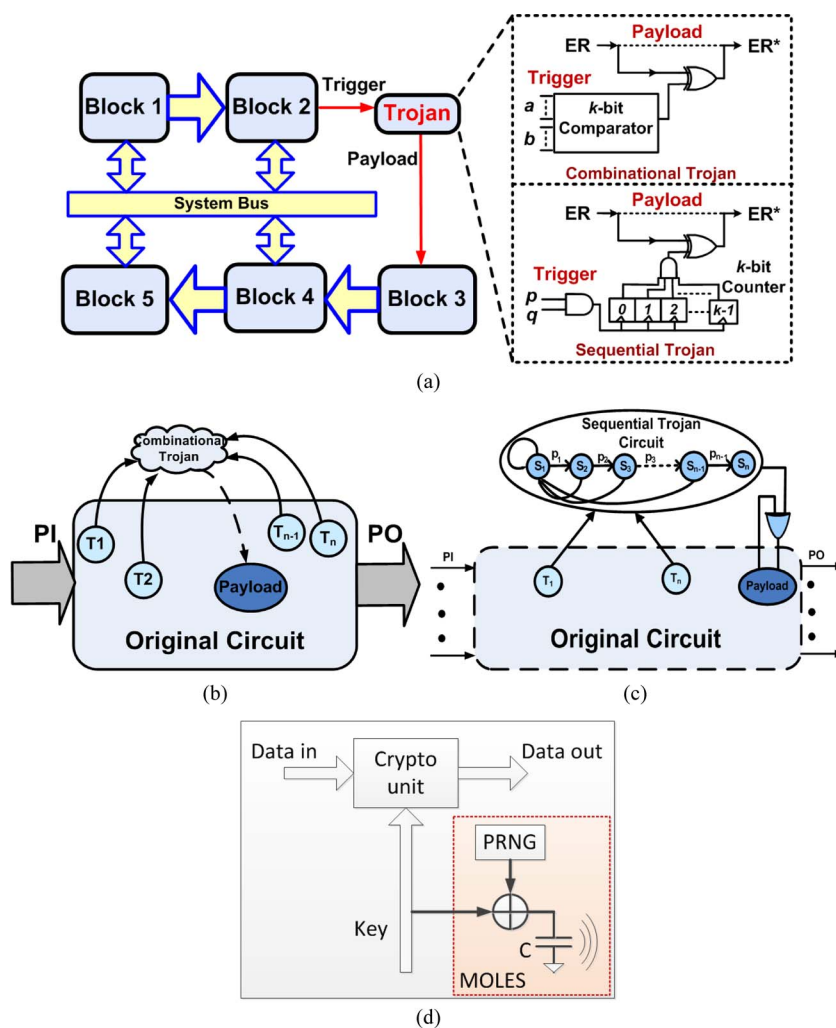 Block 1
Block 2
Trigger
Trojan
Payload
System Bus
Block 5
Block 4
Block 3
ER
Payload
ER*
Trigger
a
b
k-bit
Comparator
Combinational Trojan
ER
Payload
ER*
Trigger
p
q
k-bit
Counter
0 1 2 k-1
Sequential Trojan
(a)
Combinational
Trojan
PI
PO
T1
T2
Tn-1
Tn
Payload
Original Circuit
(b)
Sequential Trojan
Circuit
S1 p1 S2 p2 S3 p3 Sn-1 pn-1 Sn
PI
PO
T1
Tn
Payload
Original Circuit
(c)
Data in
Data out
Crypto
unit
PRNG
Key
C
MOLES
(d)